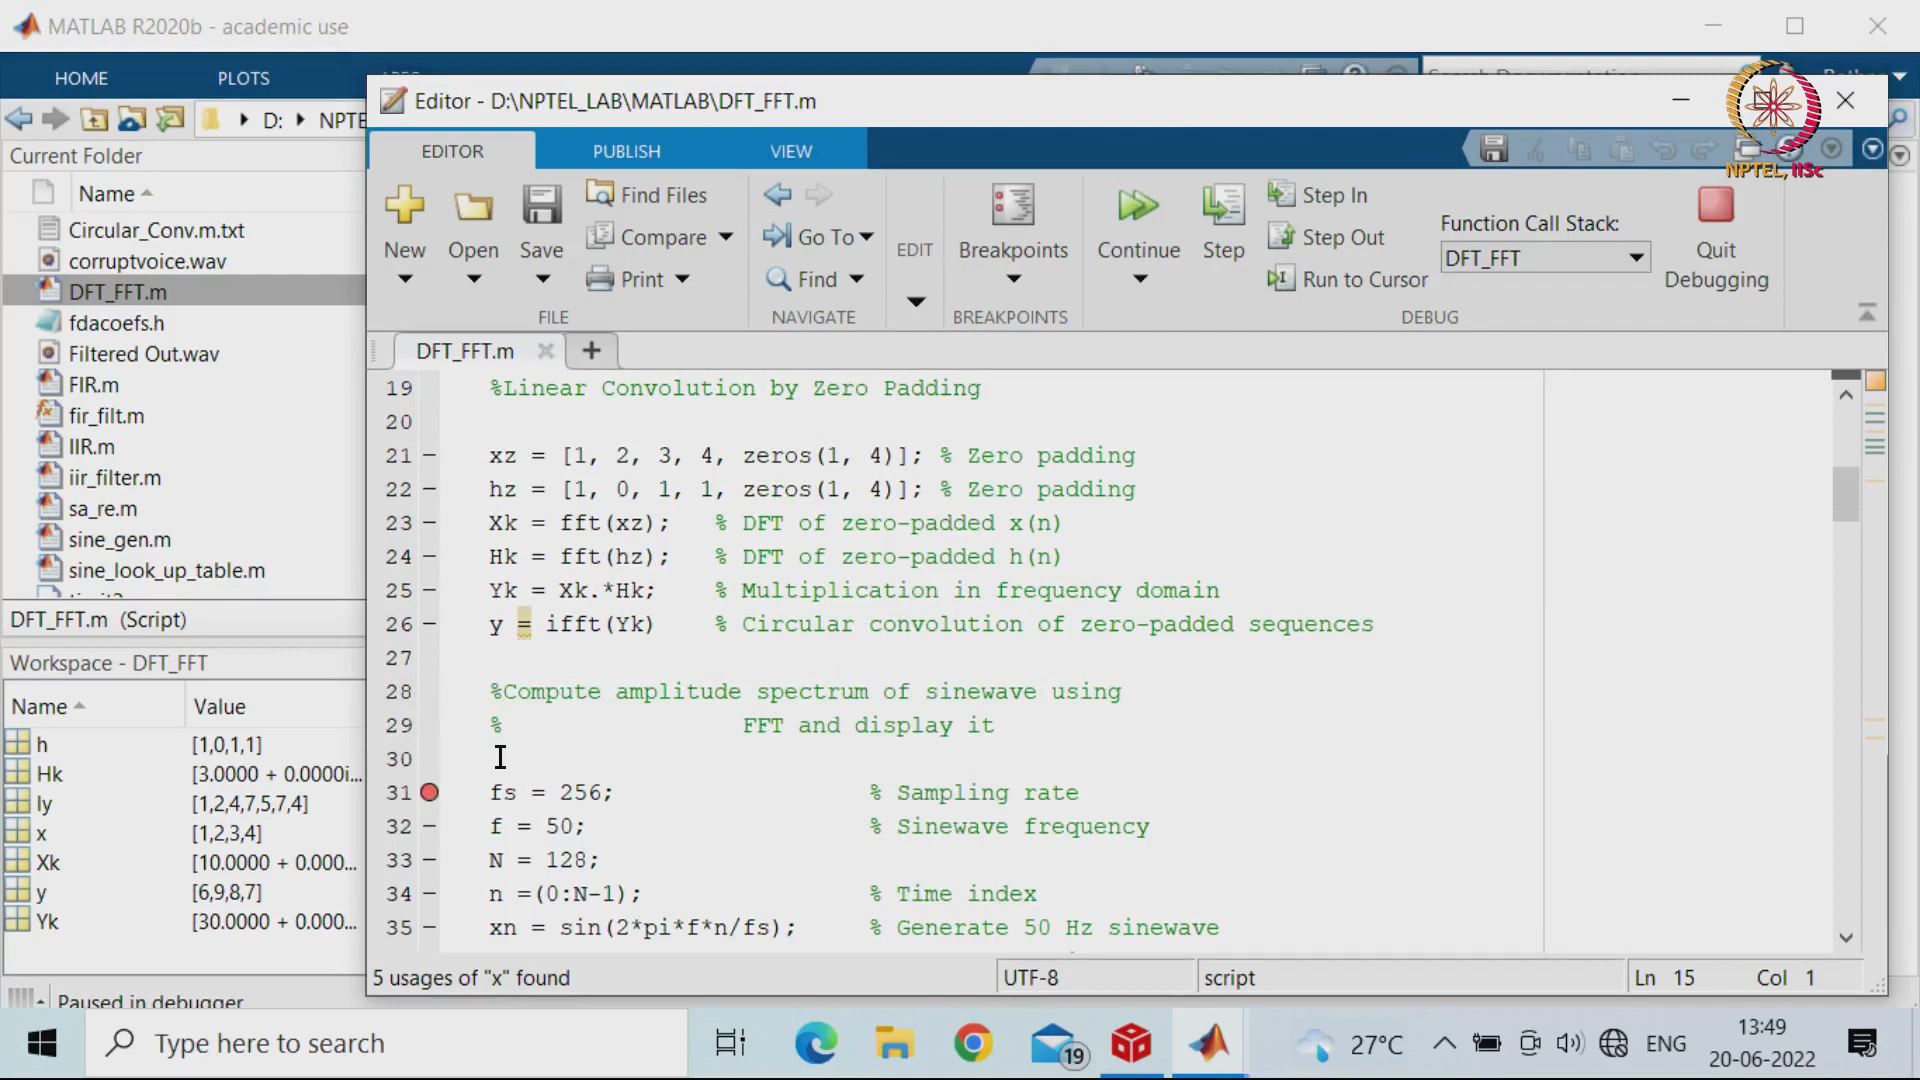 MATLAB R2020b - academic use
HOME
PLOTS
Editor - D:\NPTEL_LAB\MATLAB\DFT_FFT.m
NPTEL, IISc
D:
NPTE
EDITOR
PUBLISH
VIEW
Current Folder
Name
Circular_Conv.m.txt
corruptvoice.wav
DFT_FFT.m
fdacoefs.h
Filtered Out.wav
FIR.m
fir_filt.m
IIR.m
iir_filter.m
sa_re.m
sine_gen.m
sine_look_up_table.m
DFT_FFT.m (Script)
Workspace - DFT_FFT
Name Value
h [1,0,1,1]
Hk [3.0000 + 0.0000i...
ly [1,2,4,7,5,7,4]
x [1,2,3,4]
Xk [10.0000 + 0.000...
y [6,9,8,7]
Yk [30.0000 + 0.000...
Paused in debugger
New
Open
Save
Find Files
Compare
Print
FILE
Go To
Find
NAVIGATE
EDIT
Breakpoints
BREAKPOINTS
Continue
Step
Step In
Step Out
Run to Cursor
Function Call Stack:
DFT_FFT
Quit
Debugging
DEBUG
DFT_FFT.m
19 %Linear Convolution by Zero Padding
20
21 xz = [1, 2, 3, 4, zeros(1, 4)]; % Zero padding
22 hz = [1, 0, 1, 1, zeros(1, 4)]; % Zero padding
23 Xk = fft(xz); % DFT of zero-padded x(n)
24 Hk = fft(hz); % DFT of zero-padded h(n)
25 Yk = Xk.*Hk; % Multiplication in frequency domain
26 y = ifft(Yk) % Circular convolution of zero-padded sequences
27
28 %Compute amplitude spectrum of sinewave using
29 % FFT and display it
30
31 fs = 256; % Sampling rate
32 f = 50; % Sinewave frequency
33 N = 128;
34 n =(0:N-1); % Time index
35 xn = sin(2*pi*f*n/fs); % Generate 50 Hz sinewave
5 usages of "x" found
UTF-8
script
Ln 15 Col 1
Type here to search
19
27°C
ENG
13:49
20-06-2022